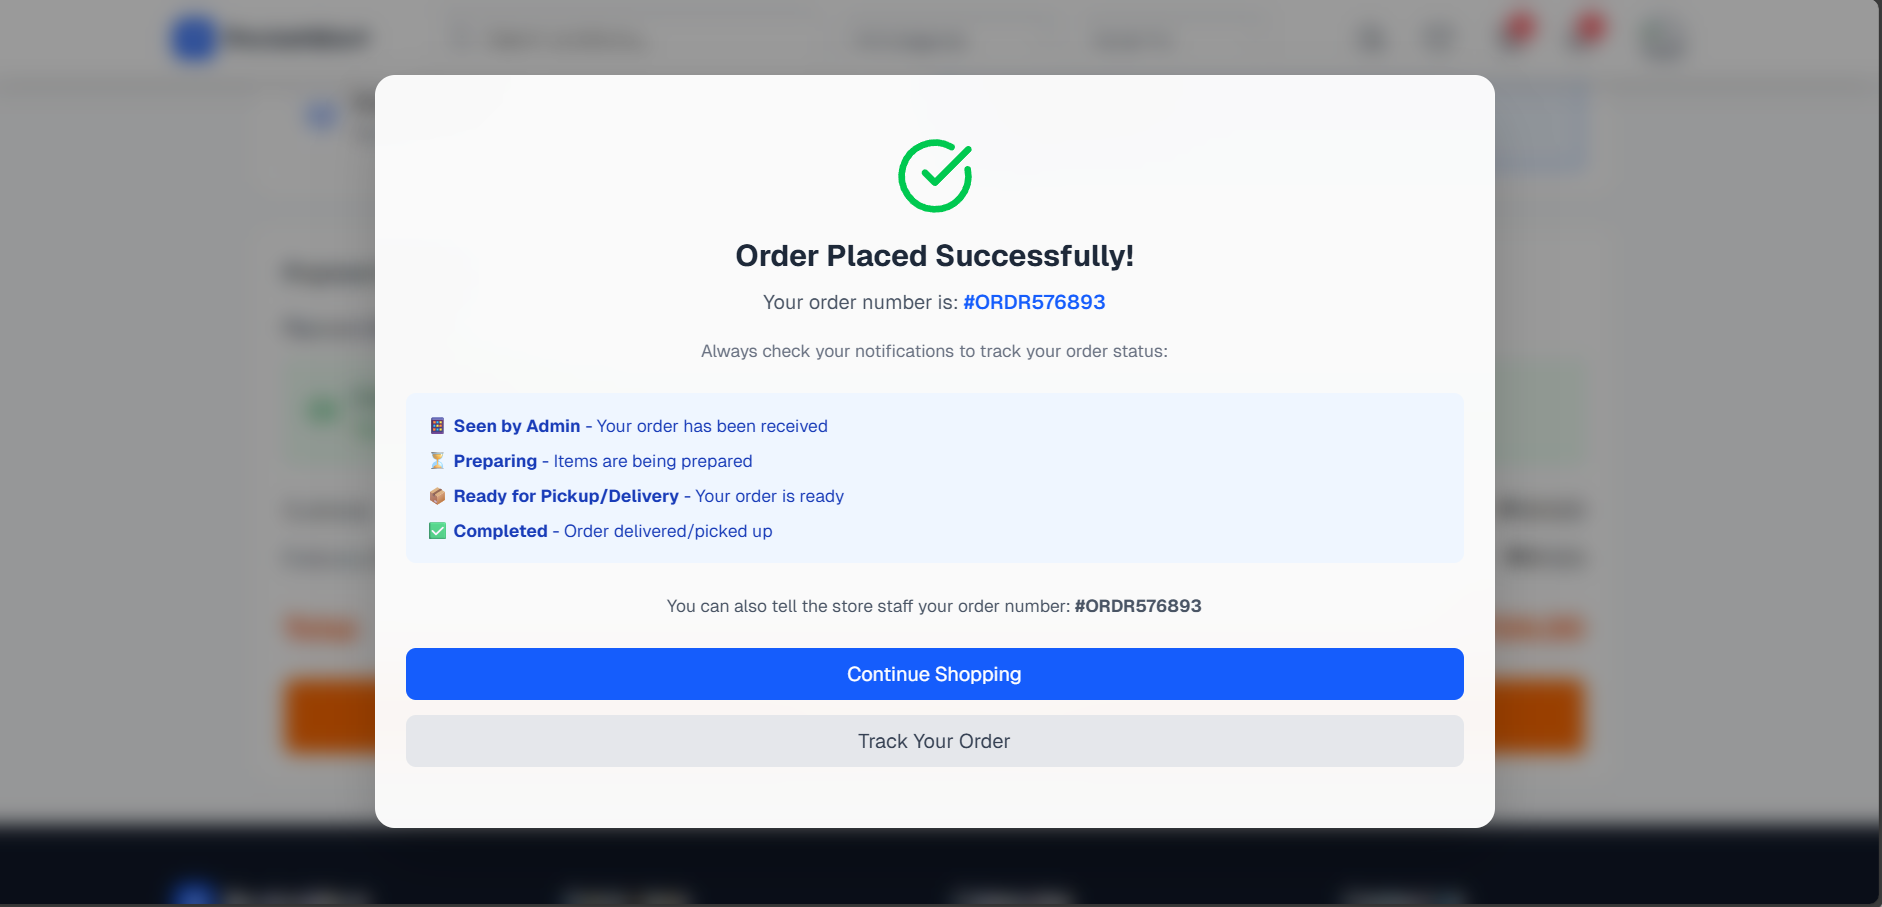 Order Placed Successfully!
Your order number is: #ORDR576893
Always check your notifications to track your order status:
Seen by Admin - Your order has been received
Preparing - Items are being prepared
Ready for Pickup/Delivery - Your order is ready
Completed - Order delivered/picked up
You can also tell the store staff your order number: #ORDR576893
Continue Shopping
Track Your Order